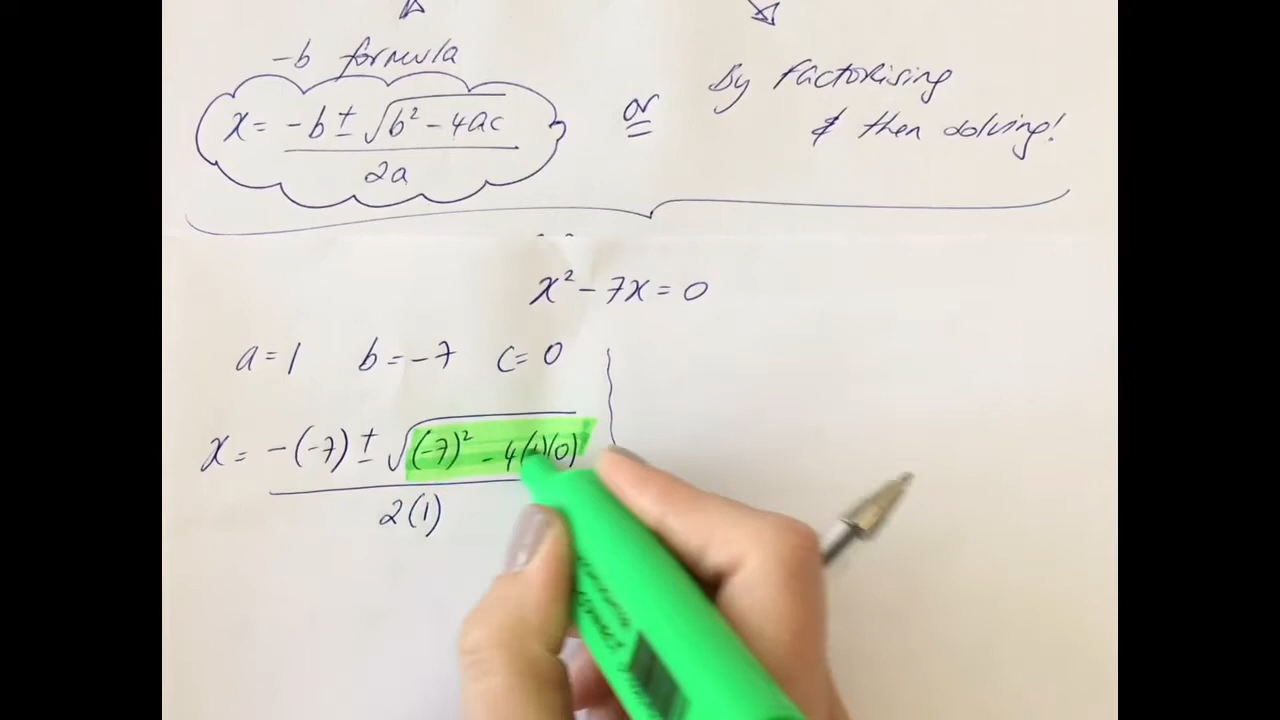 -b formula
x = -b ± √b² - 4ac
2a
or
By Factorising
& then solving!
x² - 7x = 0
a = 1 b = -7 c = 0
x = -(-7) ± √(-7)² - 4(1)(0)
2(1)